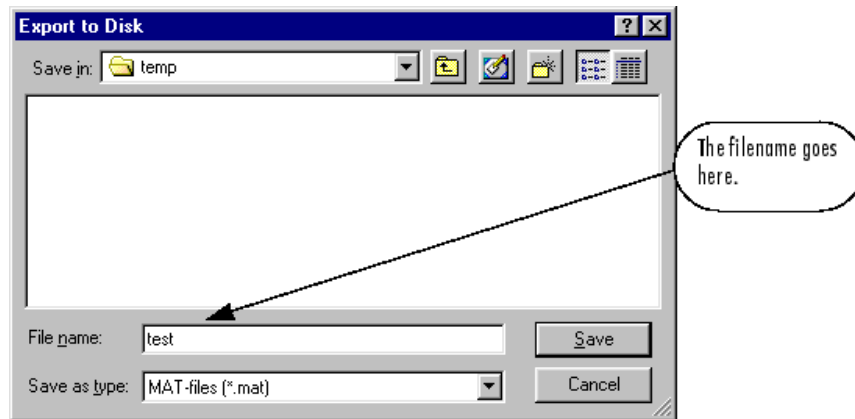 Export to Disk
Save in: temp
The filename goes
here.
File name: test
Save
Save as type: MAT-files (*.mat)
Cancel